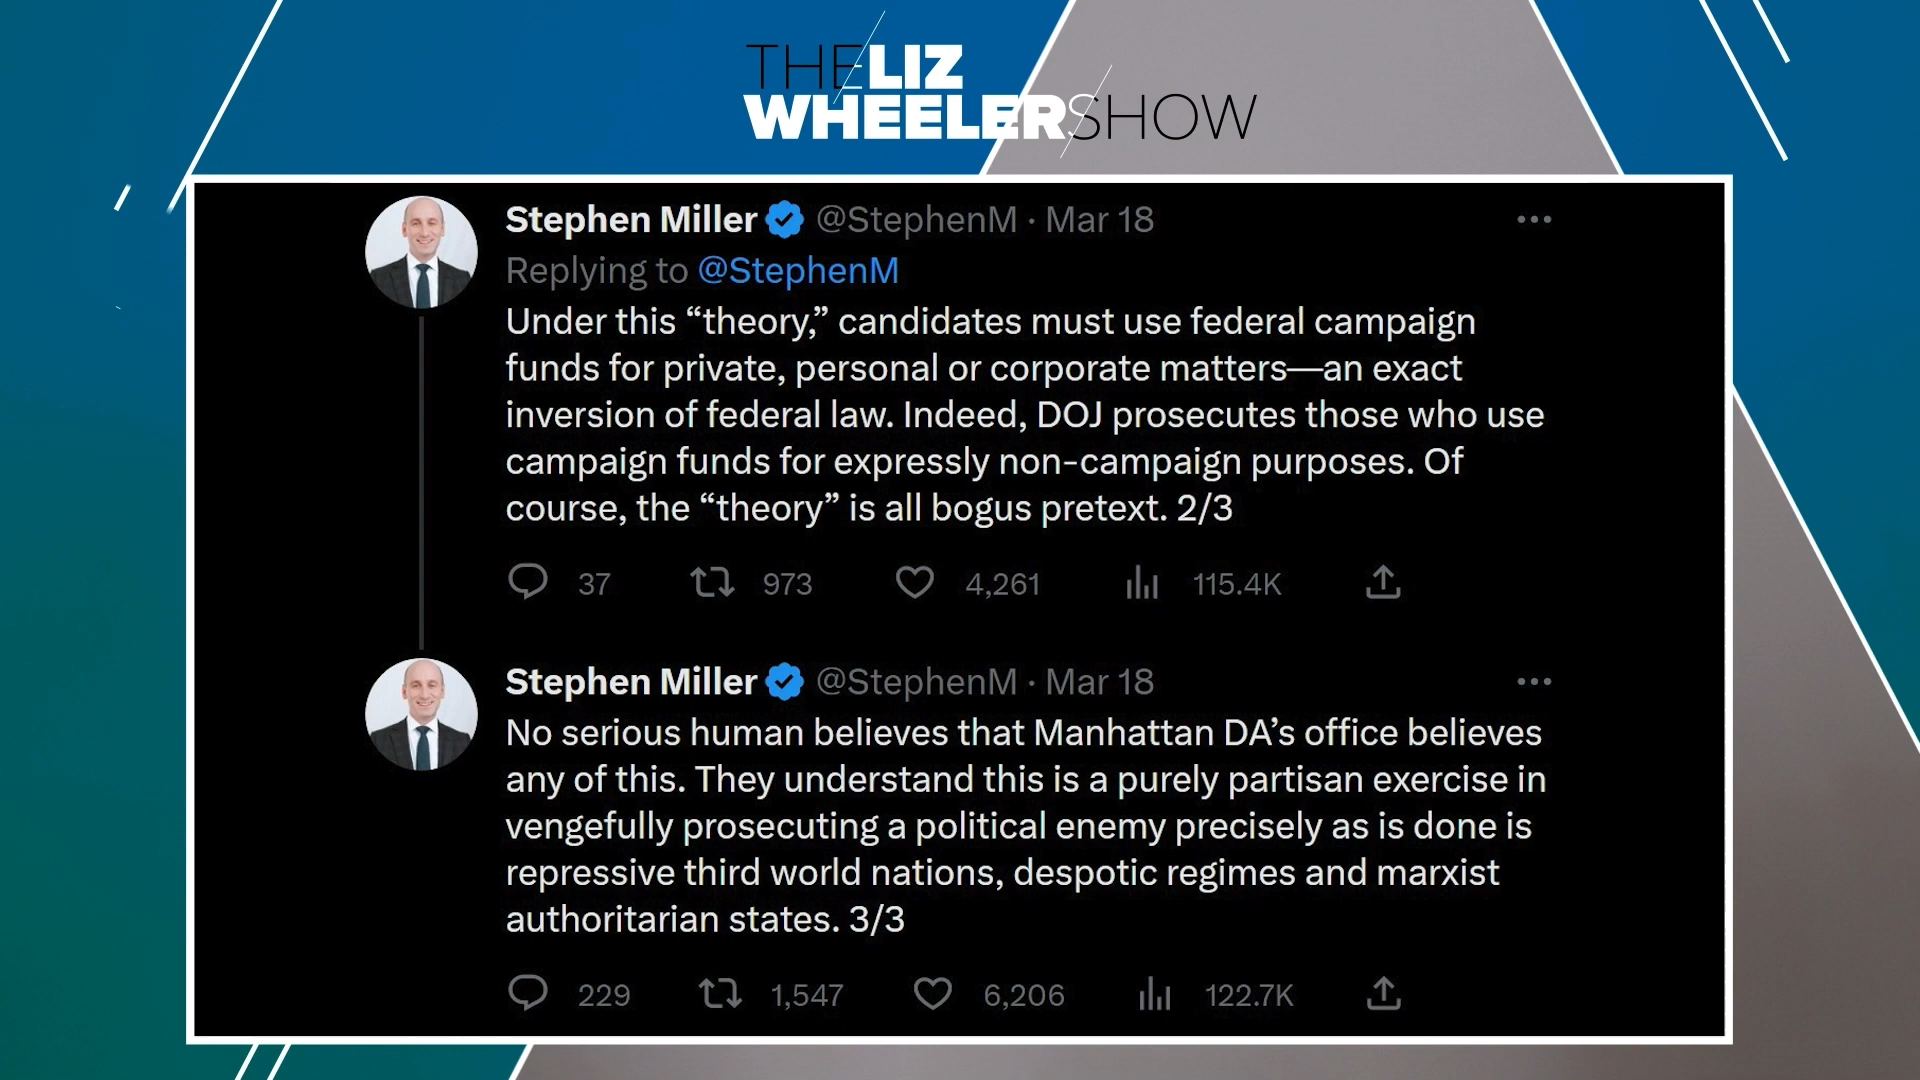 THE LIZ
WHEELER SHOW
Stephen Miller @StephenM · Mar 18
Replying to @StephenM
Under this “theory,” candidates must use federal campaign
funds for private, personal or corporate matters—an exact
inversion of federal law. Indeed, DOJ prosecutes those who use
campaign funds for expressly non-campaign purposes. Of
course, the “theory” is all bogus pretext. 2/3
37 973 4,261 115.4K
Stephen Miller @StephenM · Mar 18
No serious human believes that Manhattan DA’s office believes
any of this. They understand this is a purely partisan exercise in
vengefully prosecuting a political enemy precisely as is done is
repressive third world nations, despotic regimes and marxist
authoritarian states. 3/3
229 1,547 6,206 122.7K